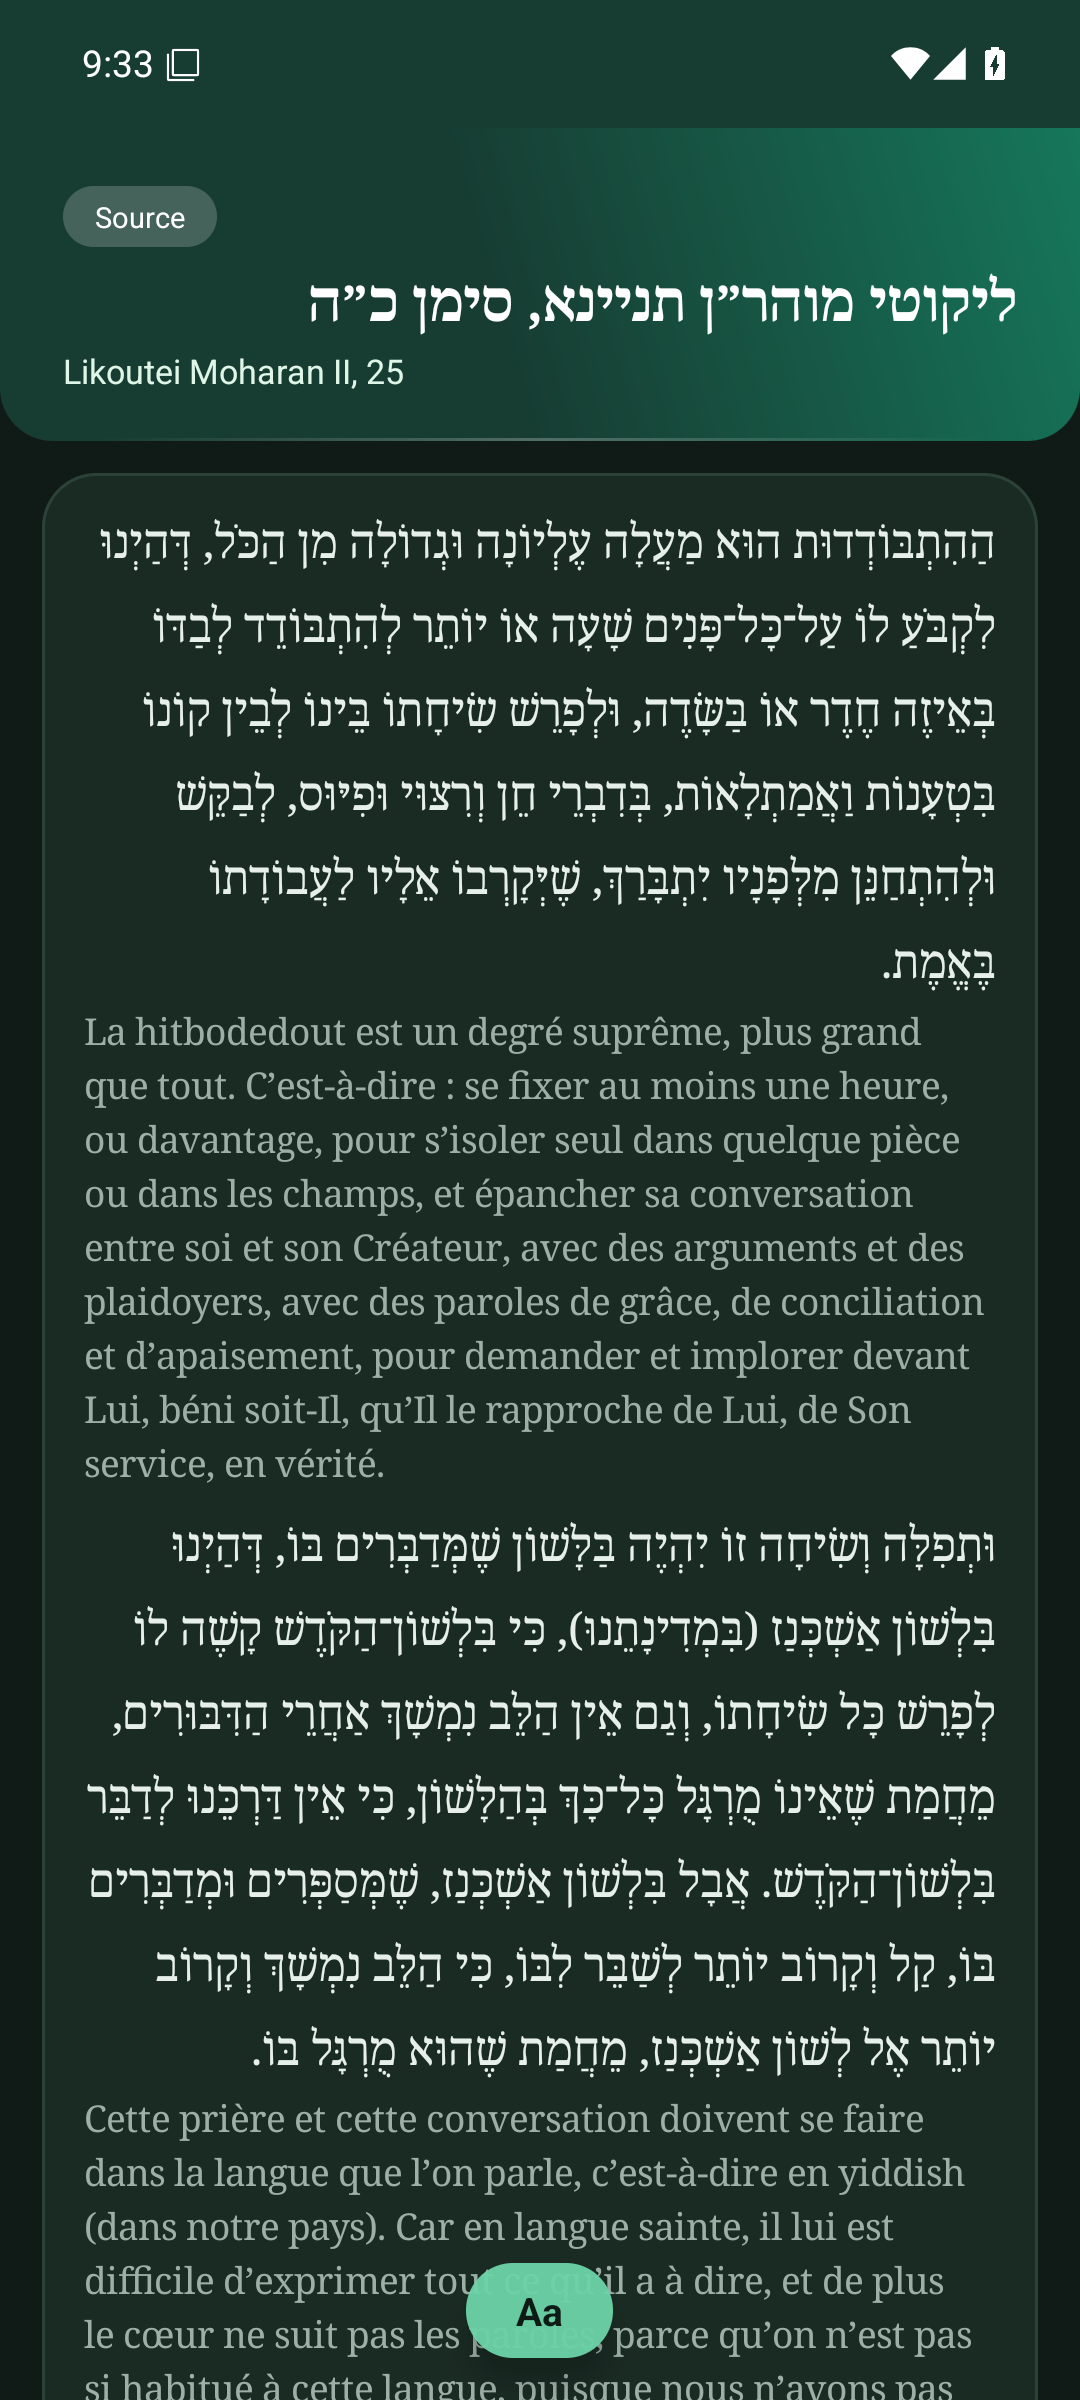 9:33
Source
ליקוטי מוהר״ן תניינא, סימן כ״ה
Likoutei Moharan II, 25
הַהִתְבּוֹדְדוּת הוּא מַעֲלָה עֶלְיוֹנָה וּגְדוֹלָה מִן הַכֹּל, דְּהַיְנוּ
לִקְבֹּעַ לוֹ עַל־כָּל־פָּנִים שָׁעָה אוֹ יוֹתֵר לְהִתְבּוֹדֵד לְבַדּוֹ
בְּאֵיזֶה חֶדֶר אוֹ בַּשָּׂדֶה, וּלְפָרֵשׁ שִׂיחָתוֹ בֵּינוֹ לְבֵין קוֹנוֹ
בִּטְעָנוֹת וַאֲמַתְלָאוֹת, בְּדִבְרֵי חֵן וְרִצּוּי וּפִיּוּס, לְבַקֵּשׁ
וּלְהִתְחַנֵּן מִלְּפָנָיו יִתְבָּרַךְ, שֶׁיְּקָרְבוֹ אֵלָיו לַעֲבוֹדָתוֹ
בֶּאֱמֶת.
La hitbodedout est un degré suprême, plus grand
que tout. C’est-à-dire : se fixer au moins une heure,
ou davantage, pour s’isoler seul dans quelque pièce
ou dans les champs, et épancher sa conversation
entre soi et son Créateur, avec des arguments et des
plaidoyers, avec des paroles de grâce, de conciliation
et d’apaisement, pour demander et implorer devant
Lui, béni soit-Il, qu’Il le rapproche de Lui, de Son
service, en vérité.
וּתְפִלָּה וְשִׂיחָה זוֹ יִהְיֶה בַּלָּשׁוֹן שֶׁמְּדַבְּרִים בּוֹ, דְּהַיְנוּ
בִּלְשׁוֹן אַשְׁכְּנַז (בִּמְדִינָתֵנוּ), כִּי בִּלְשׁוֹן־הַקֹּדֶשׁ קָשֶׁה לוֹ
לְפָרֵשׁ כָּל שִׂיחָתוֹ, וְגַם אֵין הַלֵּב נִמְשָׁךְ אַחֲרֵי הַדִּבּוּרִים,
מֵחֲמַת שֶׁאֵינוֹ מֻרְגָּל כָּל־כָּךְ בְּהַלָּשׁוֹן, כִּי אֵין דַּרְכֵּנוּ לְדַבֵּר
בִּלְשׁוֹן־הַקֹּדֶשׁ. אֲבָל בִּלְשׁוֹן אַשְׁכְּנַז, שֶׁמְּסַפְּרִים וּמְדַבְּרִים
בּוֹ, קַל וְקָרוֹב יוֹתֵר לְשַׁבֵּר לִבּוֹ, כִּי הַלֵּב נִמְשָׁךְ וְקָרוֹב
יוֹתֵר אֶל לְשׁוֹן אַשְׁכְּנַז, מֵחֲמַת שֶׁהוּא מֻרְגָּל בּוֹ.
Cette prière et cette conversation doivent se faire
dans la langue que l’on parle, c’est-à-dire en yiddish
(dans notre pays). Car en langue sainte, il lui est
difficile d’exprimer tout ce qu’il a à dire, et de plus
le cœur ne suit pas les paroles, parce qu’on n’est pas
si habitué à cette langue, puisque nous n’avons pas
Aa